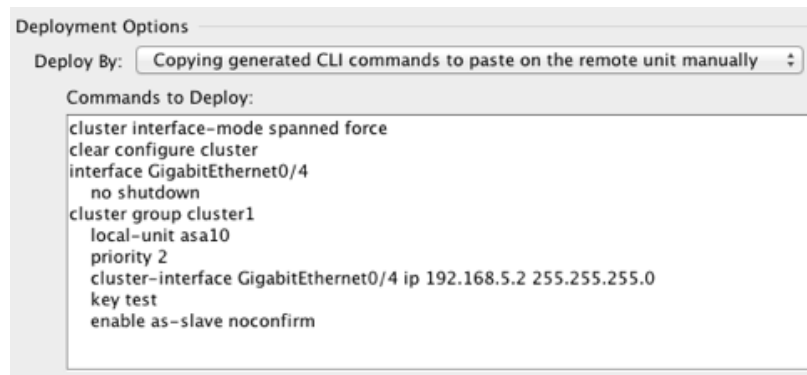 Deployment Options
Deploy By: Copying generated CLI commands to paste on the remote unit manually
Commands to Deploy:
cluster interface-mode spanned force
clear configure cluster
interface GigabitEthernet0/4
no shutdown
cluster group cluster1
local-unit asa10
priority 2
cluster-interface GigabitEthernet0/4 ip 192.168.5.2 255.255.255.0
key test
enable as-slave noconfirm